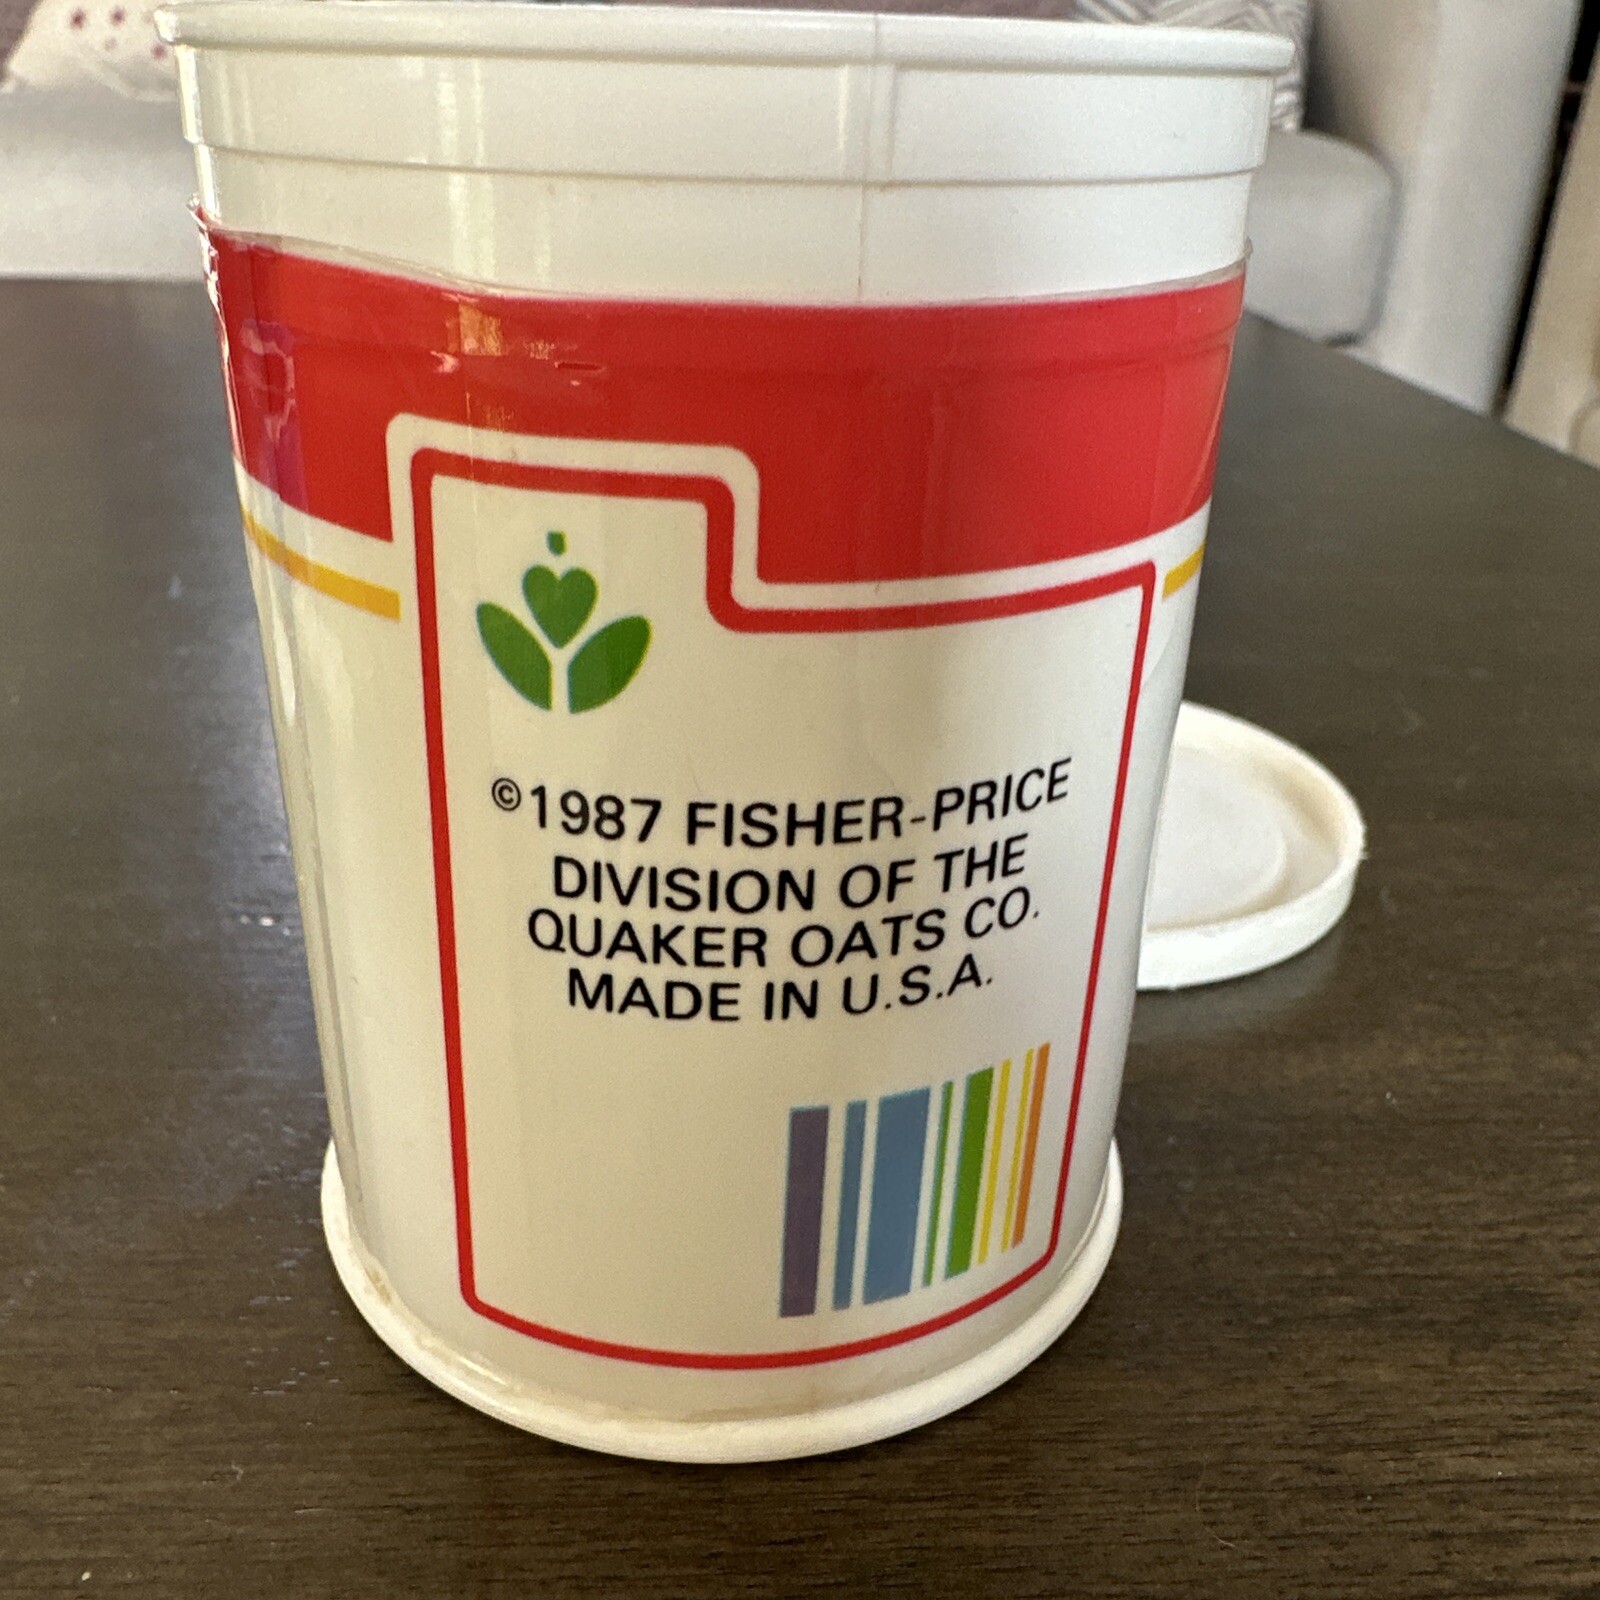 ©1987 FISHER-PRICE
DIVISION OF THE
QUAKER OATS CO.
MADE IN U.S.A.